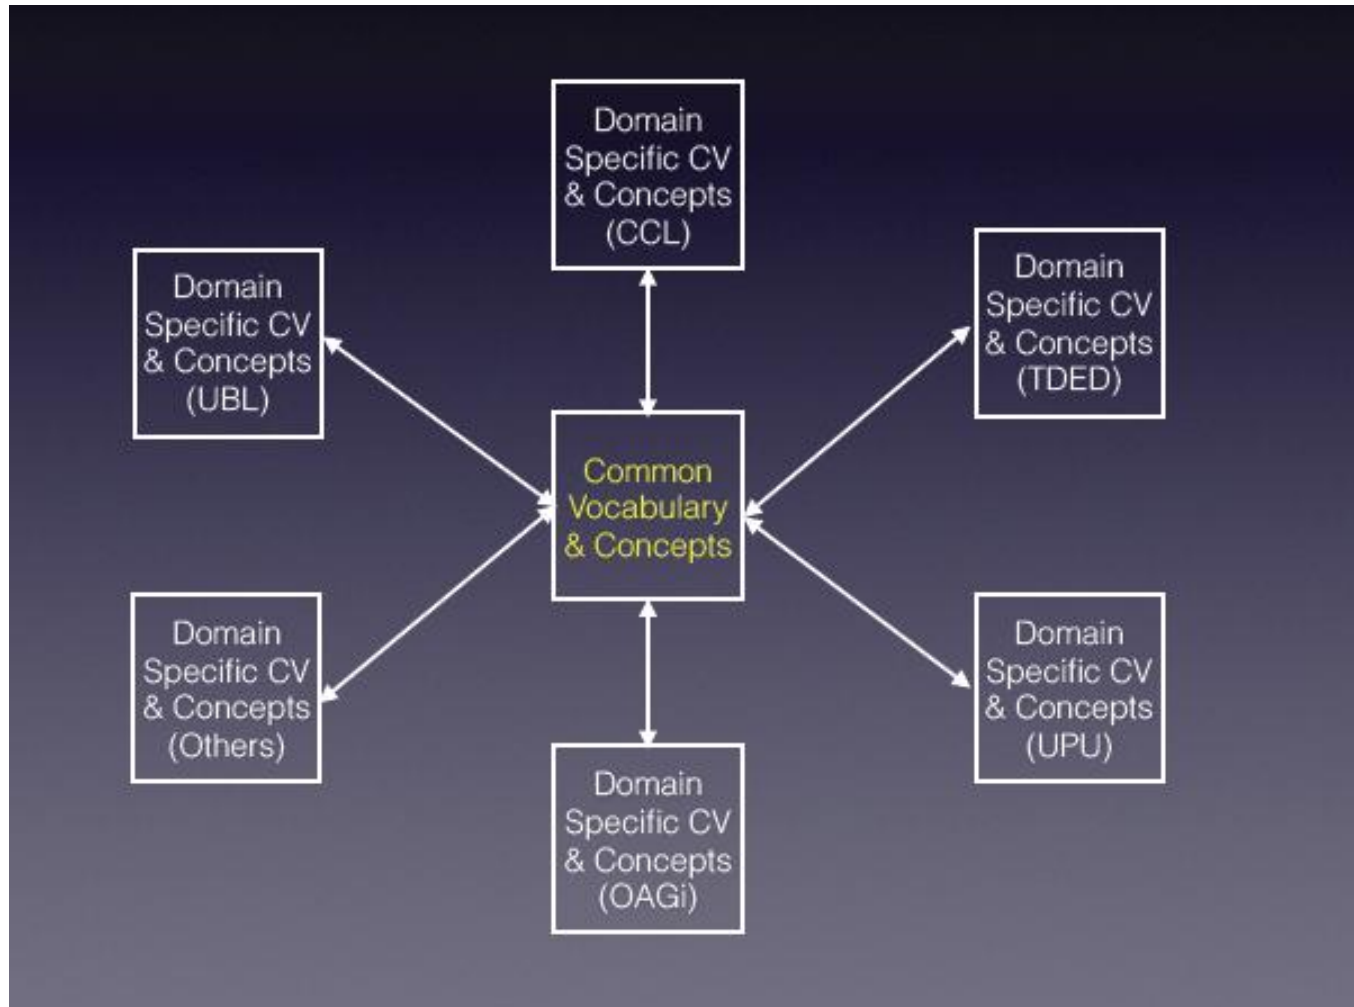 Domain
Specific CV
& Concepts
(CCL)
Domain
Specific CV
& Concepts
(UBL)
Domain
Specific CV
& Concepts
(TDED)
Common
Vocabulary
& Concepts
Domain
Specific CV
& Concepts
(Others)
Domain
Specific CV
& Concepts
(UPU)
Domain
Specific CV
& Concepts
(OAGi)